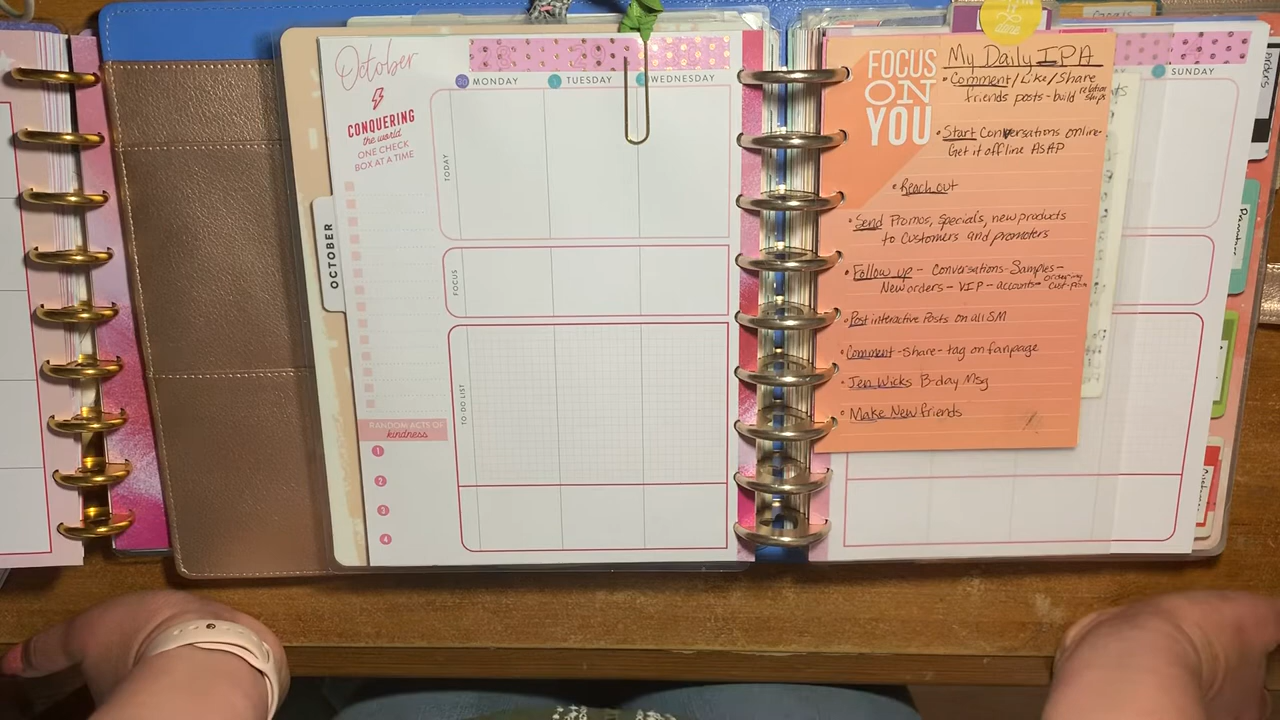 October
MONDAY
TUESDAY
WEDNESDAY
CONQUERING
the world
ONE CHECK
BOX AT A TIME
TODAY
FOCUS
TO-DO LIST
OCTOBER
RANDOM ACTS OF
kindness
1
2
3
4
FOCUS
ON
YOU
My Daily IPA
• Comment/Like/Share
friends posts - build relationships
• Start Conversations online-
Get it offline ASAP
• Reach out
• Send Promos, Specials, new products
to Customers and promoters
• Follow up - Conversations - Samples -
New orders - VIP - accounts
• Post interactive Posts on all SM
• Comment - Share - tag on fanpage
• Jen Wicks B-day Msg
• Make New friends
SUNDAY
Goals